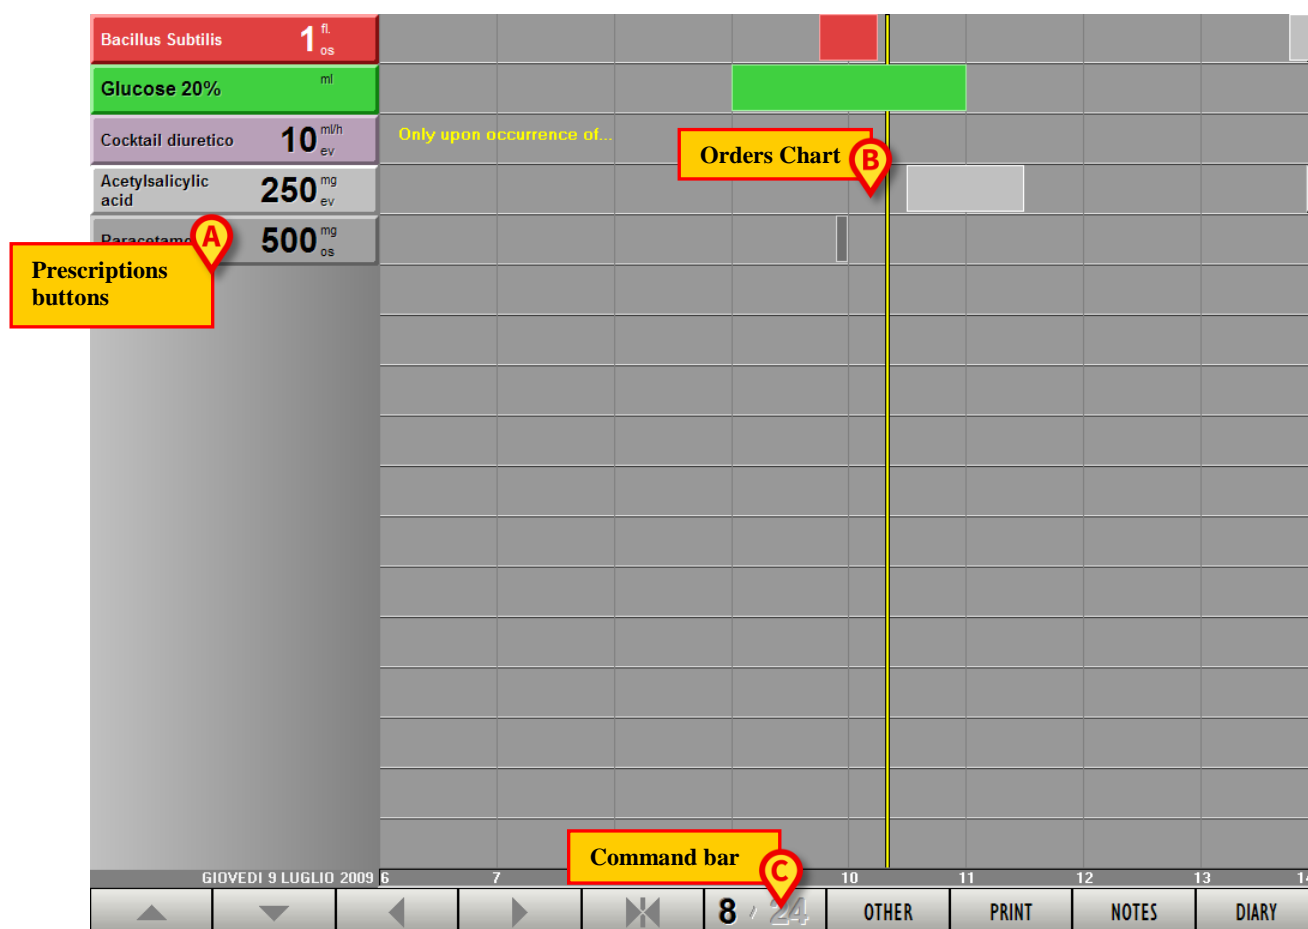 Bacillus Subtilis 1 fl. os
Glucose 20% ml
Cocktail diuretico 10 ml/h ev
Only upon occurrence of...
Orders Chart B
Acetylsalicylic acid 250 mg ev
500 mg os
A
Prescriptions
buttons
Command bar
C
GIOVEDI 9 LUGLIO 2009 6 7 10 11 12 13
8 / 24 OTHER PRINT NOTES DIARY